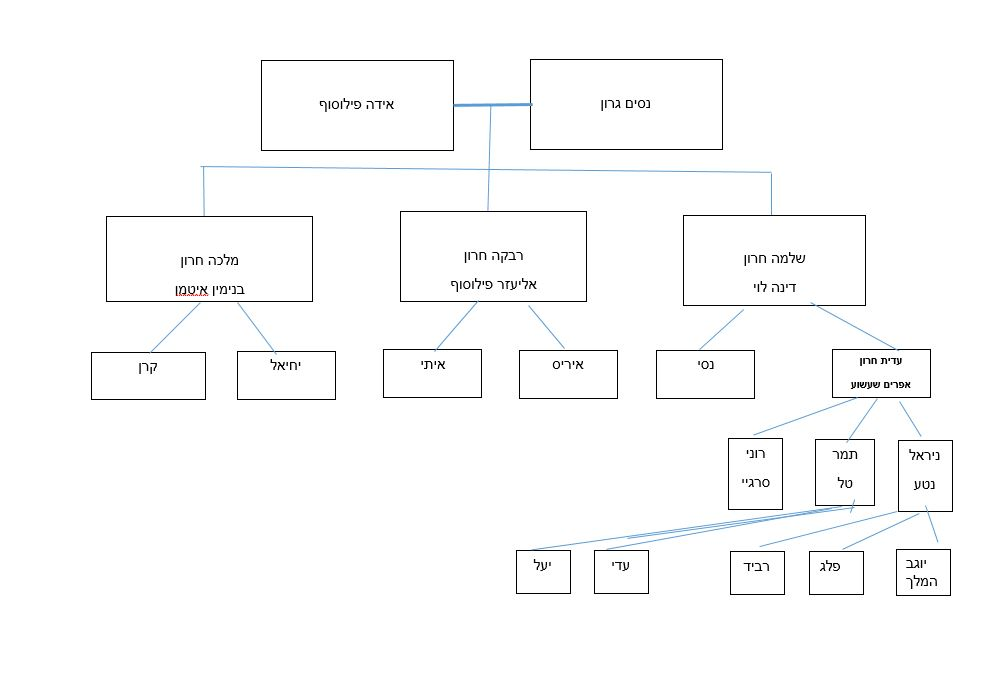 נסים גרון
אידה פילוסוף
שלמה חרון
דינה לוי
רבקה חרון
אליעזר פילוסוף
מלכה חרון
בנימין איטמן
עדית חרון
אפרים שעשוע
נסי
איריס
איתי
יחיאל
קרן
ניראל
נטע
תמר
טל
רוני
סרגיי
יוגב
המלך
פלג
רביד
עדי
יעל